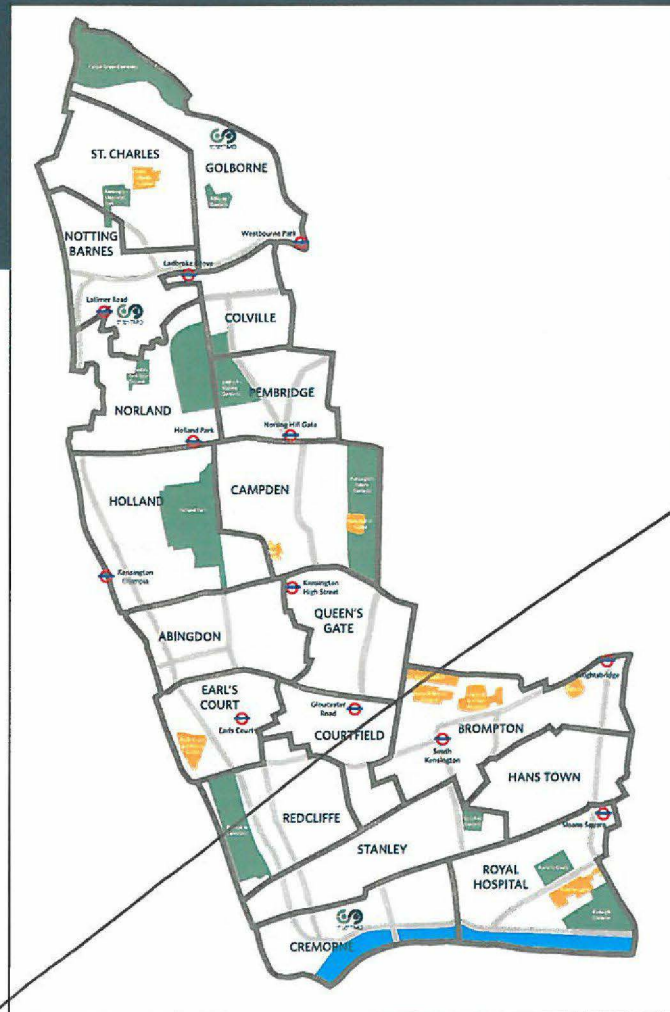 ST. CHARLES
GOLBORNE
NOTTING
BARNES
Westbourne Park
Ladbroke Grove
Latimer Road
COLVILLE
PEMBRIDGE
NORLAND
Notting Hill Gate
Holland Park
HOLLAND
CAMPDEN
Holland Park
Kensington
Olympia
Kensington
High Street
QUEEN'S
GATE
ABINGDON
EARL'S
COURT
Earls Court
Gloucester
Road
COURTFIELD
Knightsbridge
BROMPTON
South
Kensington
HANS TOWN
REDCLIFFE
Sloane Square
STANLEY
ROYAL
HOSPITAL
CREMORNE